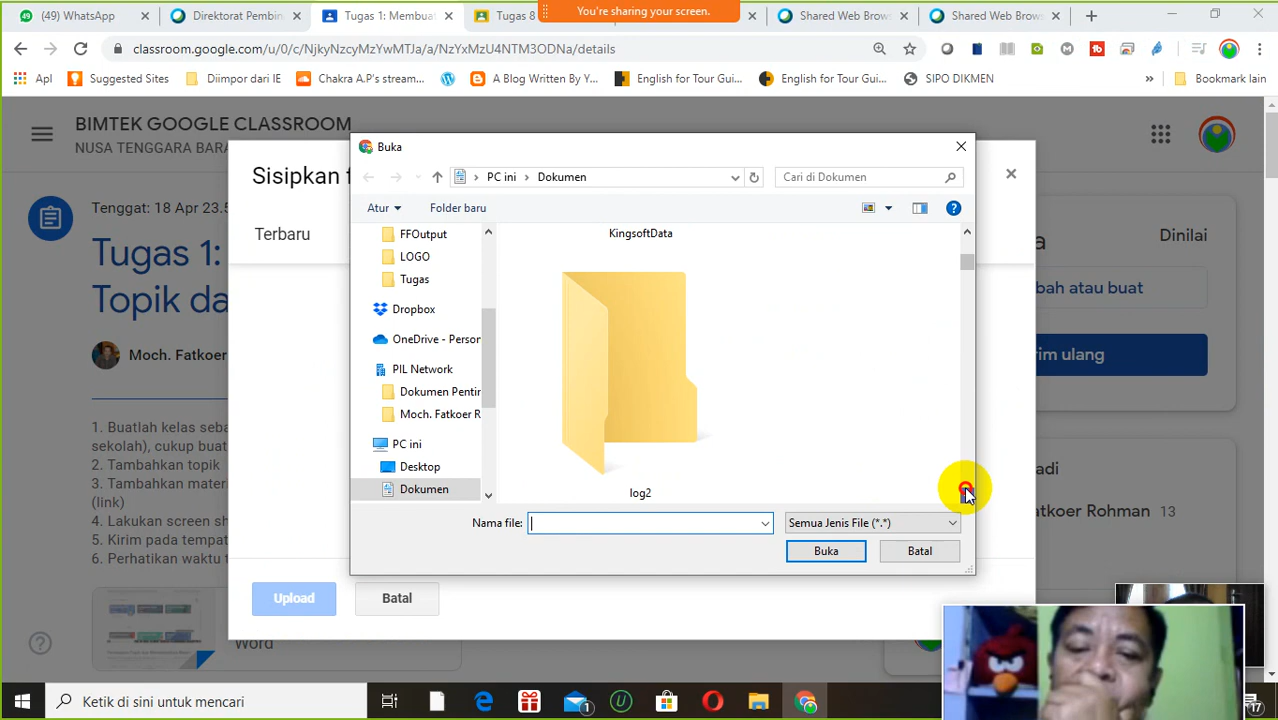 (49) WhatsApp
Direktorat Pembin
Tugas 1: Membuat
Tugas 8
You're sharing your screen.
Shared Web Brows
Shared Web Brows
classroom.google.com/u/0/c/NjkyNzcyMzYwMTJa/a/NzYxMzU4NTM3ODNa/details
Apl
Suggested Sites
Diimpor dari IE
Chakra A.P's stream...
A Blog Written By Y...
English for Tour Gui...
English for Tour Gui...
SIPO DIKMEN
»
Bookmark lain
BIMTEK GOOGLE CLASSROOM
NUSA TENGGARA BARA
Tenggat: 18 Apr 23.5
Tugas 1:
Topik da
Moch. Fatkoer
1. Buatlah kelas seba
sekolah), cukup buat
2. Tambahkan topik
3. Tambahkan mater
(link)
4. Lakukan screen sh
5. Kirim pada tempat
6. Perhatikan waktu t
Word
Dinilai
bah atau buat
rim ulang
adi
atkoer Rohman 13
Sisipkan f
Terbaru
Upload
Batal
Buka
PC ini › Dokumen
Cari di Dokumen
Atur
Folder baru
FFOutput
LOGO
Tugas
Dropbox
OneDrive - Person
PIL Network
Dokumen Pentin
Moch. Fatkoer R
PC ini
Desktop
Dokumen
KingsoftData
log2
Nama file:
Semua Jenis File (*.*)
Buka
Batal
Ketik di sini untuk mencari
1
17